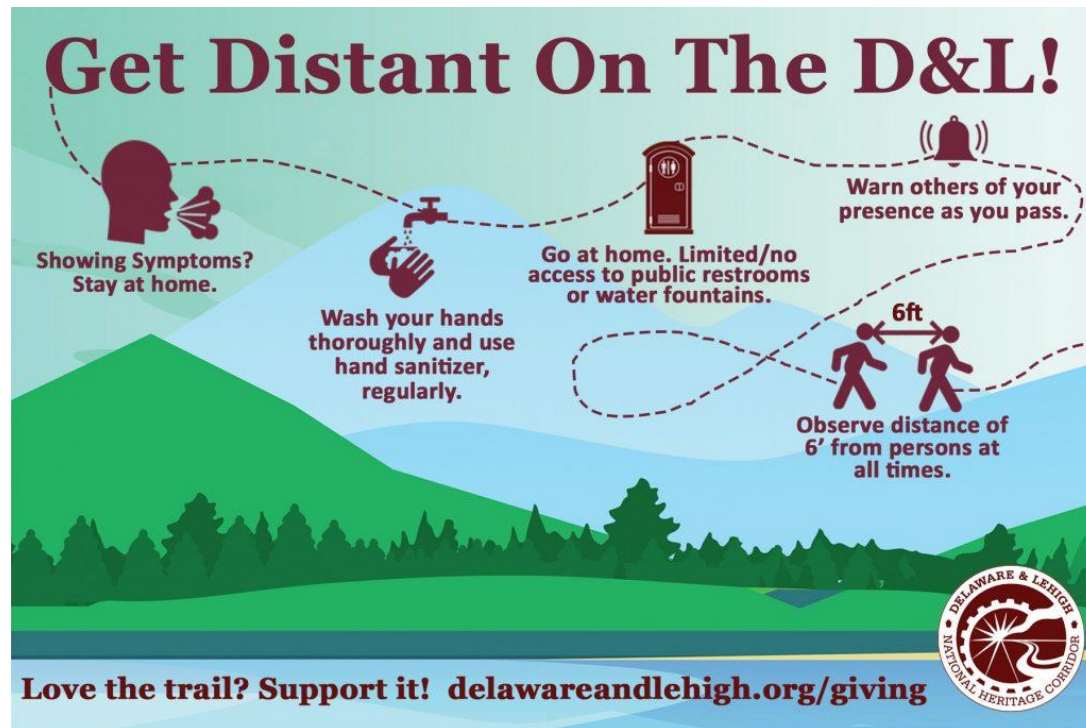 Get Distant On The D&L!
Showing Symptoms?
Stay at home.
Wash your hands
thoroughly and use
hand sanitizer,
regularly.
Go at home. Limited/no
access to public restrooms
or water fountains.
Warn others of your
presence as you pass.
6ft
Observe distance of
6' from persons at
all times.
DELAWARE & LEHIGH
NATIONAL HERITAGE CORRIDOR
Love the trail? Support it! delawareandlehigh.org/giving